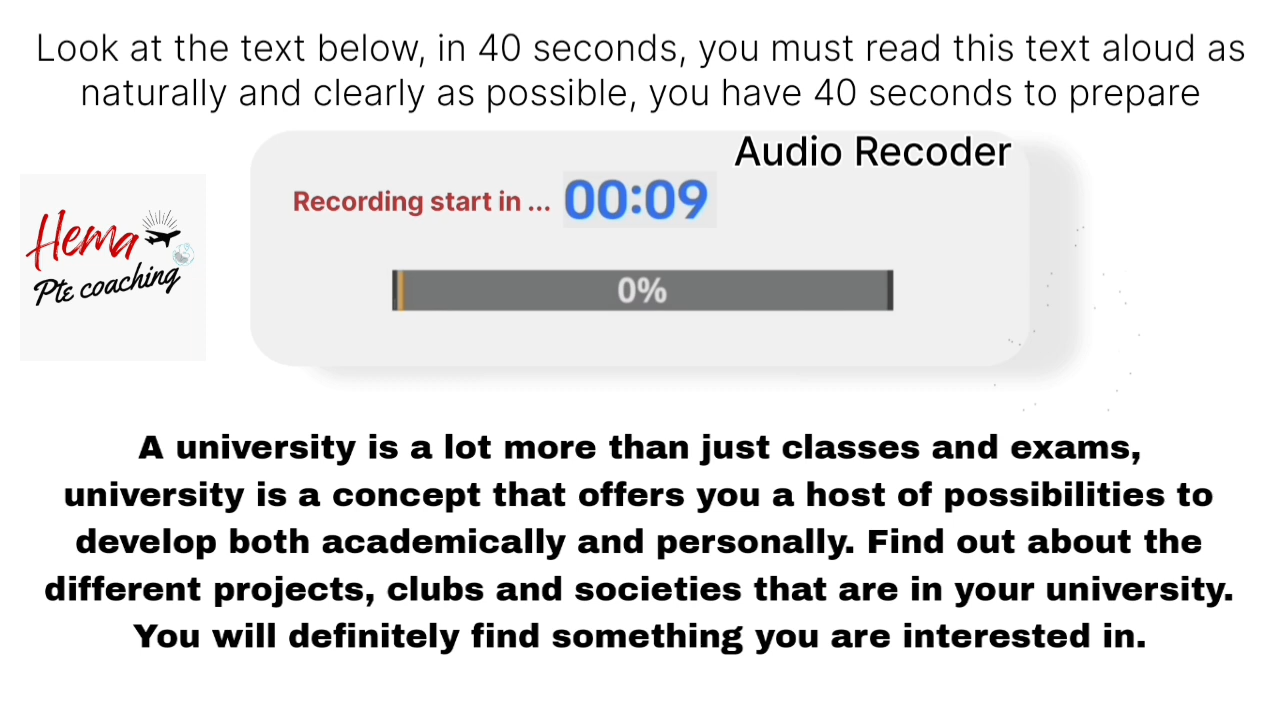 Look at the text below, in 40 seconds, you must read this text aloud as
naturally and clearly as possible, you have 40 seconds to prepare
Audio Recoder
Recording start in ... 00:09
Hema
Pte coaching
0%
A university is a lot more than just classes and exams,
university is a concept that offers you a host of possibilities to
develop both academically and personally. Find out about the
different projects, clubs and societies that are in your university.
You will definitely find something you are interested in.